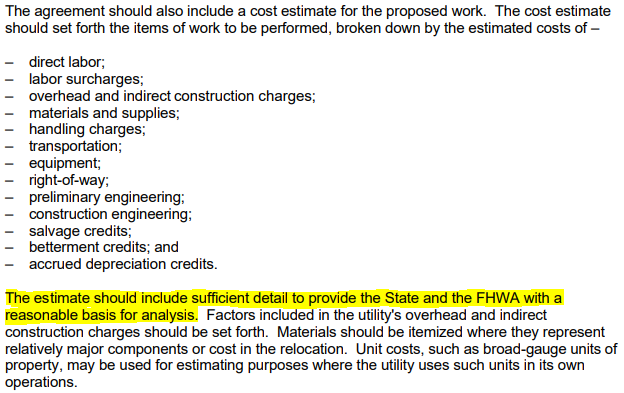 The agreement should also include a cost estimate for the proposed work.  The cost estimate
should set forth the items of work to be performed, broken down by the estimated costs of –
–   direct labor;
–   labor surcharges;
–   overhead and indirect construction charges;
–   materials and supplies;
–   handling charges;
–   transportation;
–   equipment;
–   right-of-way;
–   preliminary engineering;
–   construction engineering;
–   salvage credits;
–   betterment credits; and
–   accrued depreciation credits.
The estimate should include sufficient detail to provide the State and the FHWA with a
reasonable basis for analysis.  Factors included in the utility's overhead and indirect
construction charges should be set forth.  Materials should be itemized where they represent
relatively major components or cost in the relocation.  Unit costs, such as broad-gauge units of
property, may be used for estimating purposes where the utility uses such units in its own
operations.